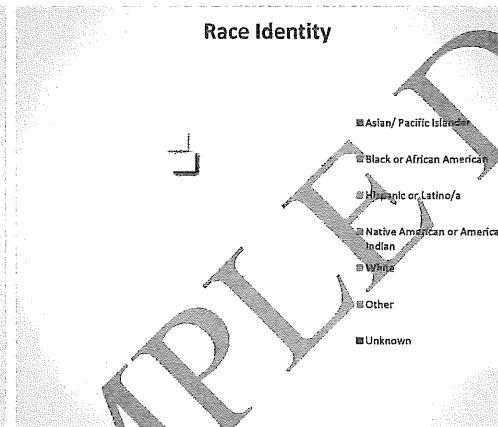 Race Identity
Asian/ Pacific Islander
Black or African American
Hispanic or Latino/a
Native American or America
Indian
White
Other
Unknown
MPLE D